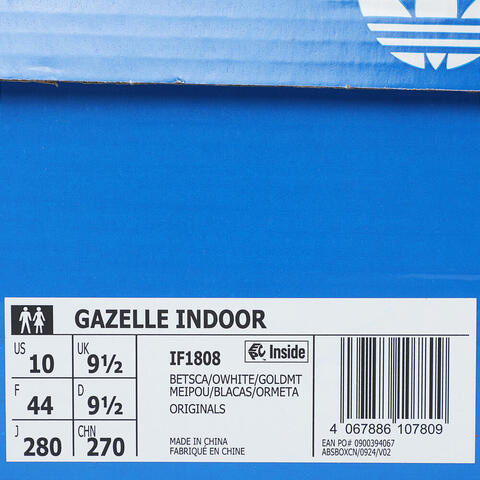 GAZELLE INDOOR
US 10 UK 9½
F 44 D 9½
J 280 CHN 270
IF1808 Inside
BETSCA/OWHITE/GOLDMT
MEIPOU/BLACAS/ORMETA
ORIGINALS
MADE IN CHINA
FABRIQUÉ EN CHINE
4 067886 107809
EAN PO# 0900394067
ABSBOXCN/0924/V02